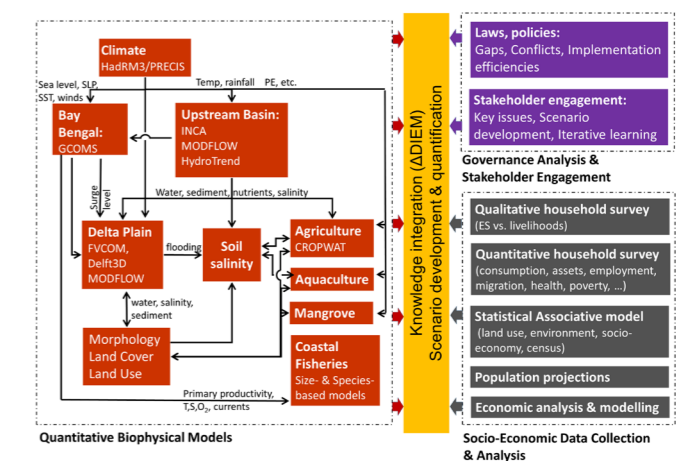 Climate
HadRM3/PRECIS
Sea level, SLP,
SST, winds
Temp, rainfall PE, etc.
Bay
Bengal:
GCOMS
Upstream Basin:
INCA
MODFLOW
HydroTrend
Surge
level
Water, sediment, nutrients, salinity
Delta Plain
FVCOM,
Delft3D
MODFLOW
flooding
Soil
salinity
Agriculture
CROPWAT
Aquaculture
Mangrove
water, salinity,
sediment
Morphology
Land Cover
Land Use
Coastal
Fisheries
Size- & Species-
based models
Primary productivity,
T,S,O2, currents
Quantitative Biophysical Models
Knowledge integration (ΔDIEM)
Scenario development & quantification
Laws, policies:
Gaps, Conflicts, Implementation
efficiencies
Stakeholder engagement:
Key issues, Scenario
development, Iterative learning
Governance Analysis &
Stakeholder Engagement
Qualitative household survey
(ES vs. livelihoods)
Quantitative household survey
(consumption, assets, employment,
migration, health, poverty, …)
Statistical Associative model
(land use, environment, socio-
economy, census)
Population projections
Economic analysis & modelling
Socio-Economic Data Collection
& Analysis